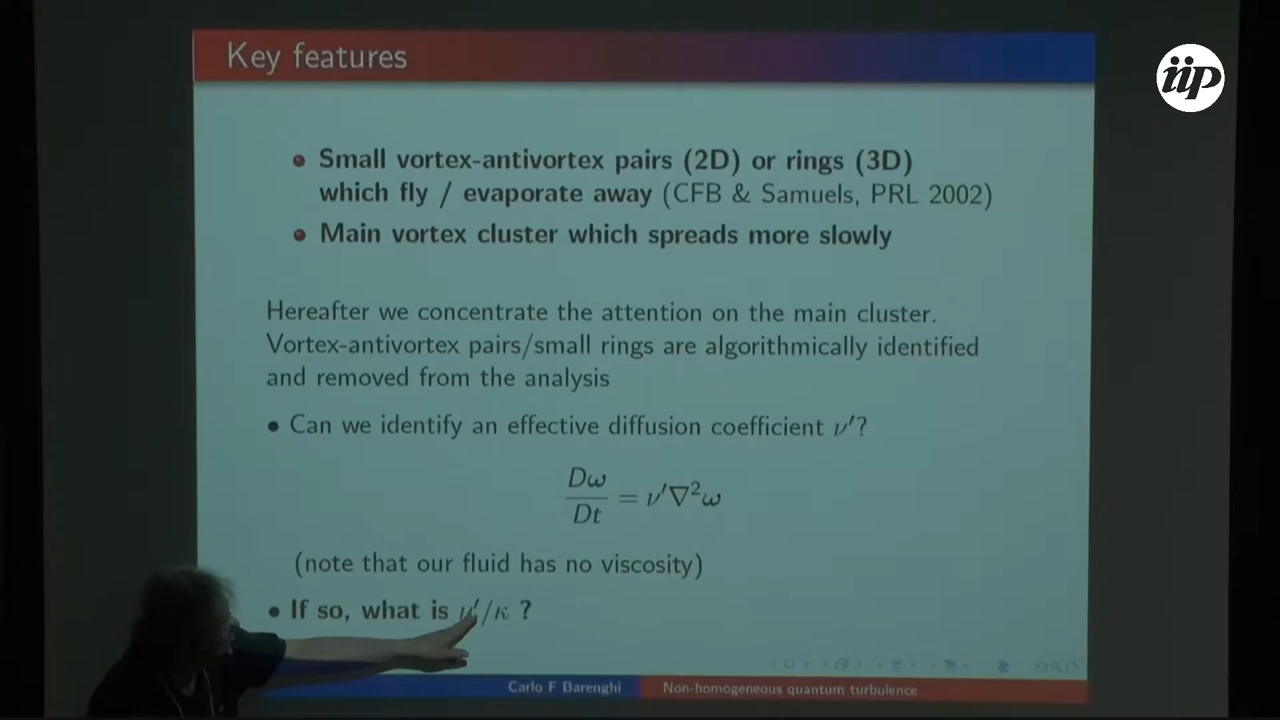 Key features
iip
Small vortex-antivortex pairs (2D) or rings (3D)
which fly / evaporate away (CFB & Samuels, PRL 2002)
Main vortex cluster which spreads more slowly
Hereafter we concentrate the attention on the main cluster.
Vortex-antivortex pairs/small rings are algorithmically identified
and removed from the analysis
• Can we identify an effective diffusion coefficient ν′?
Dω/Dt = ν′∇²ω
(note that our fluid has no viscosity)
• If so, what is ν′/κ ?
Carlo F Barenghi Non-homogeneous quantum turbulence